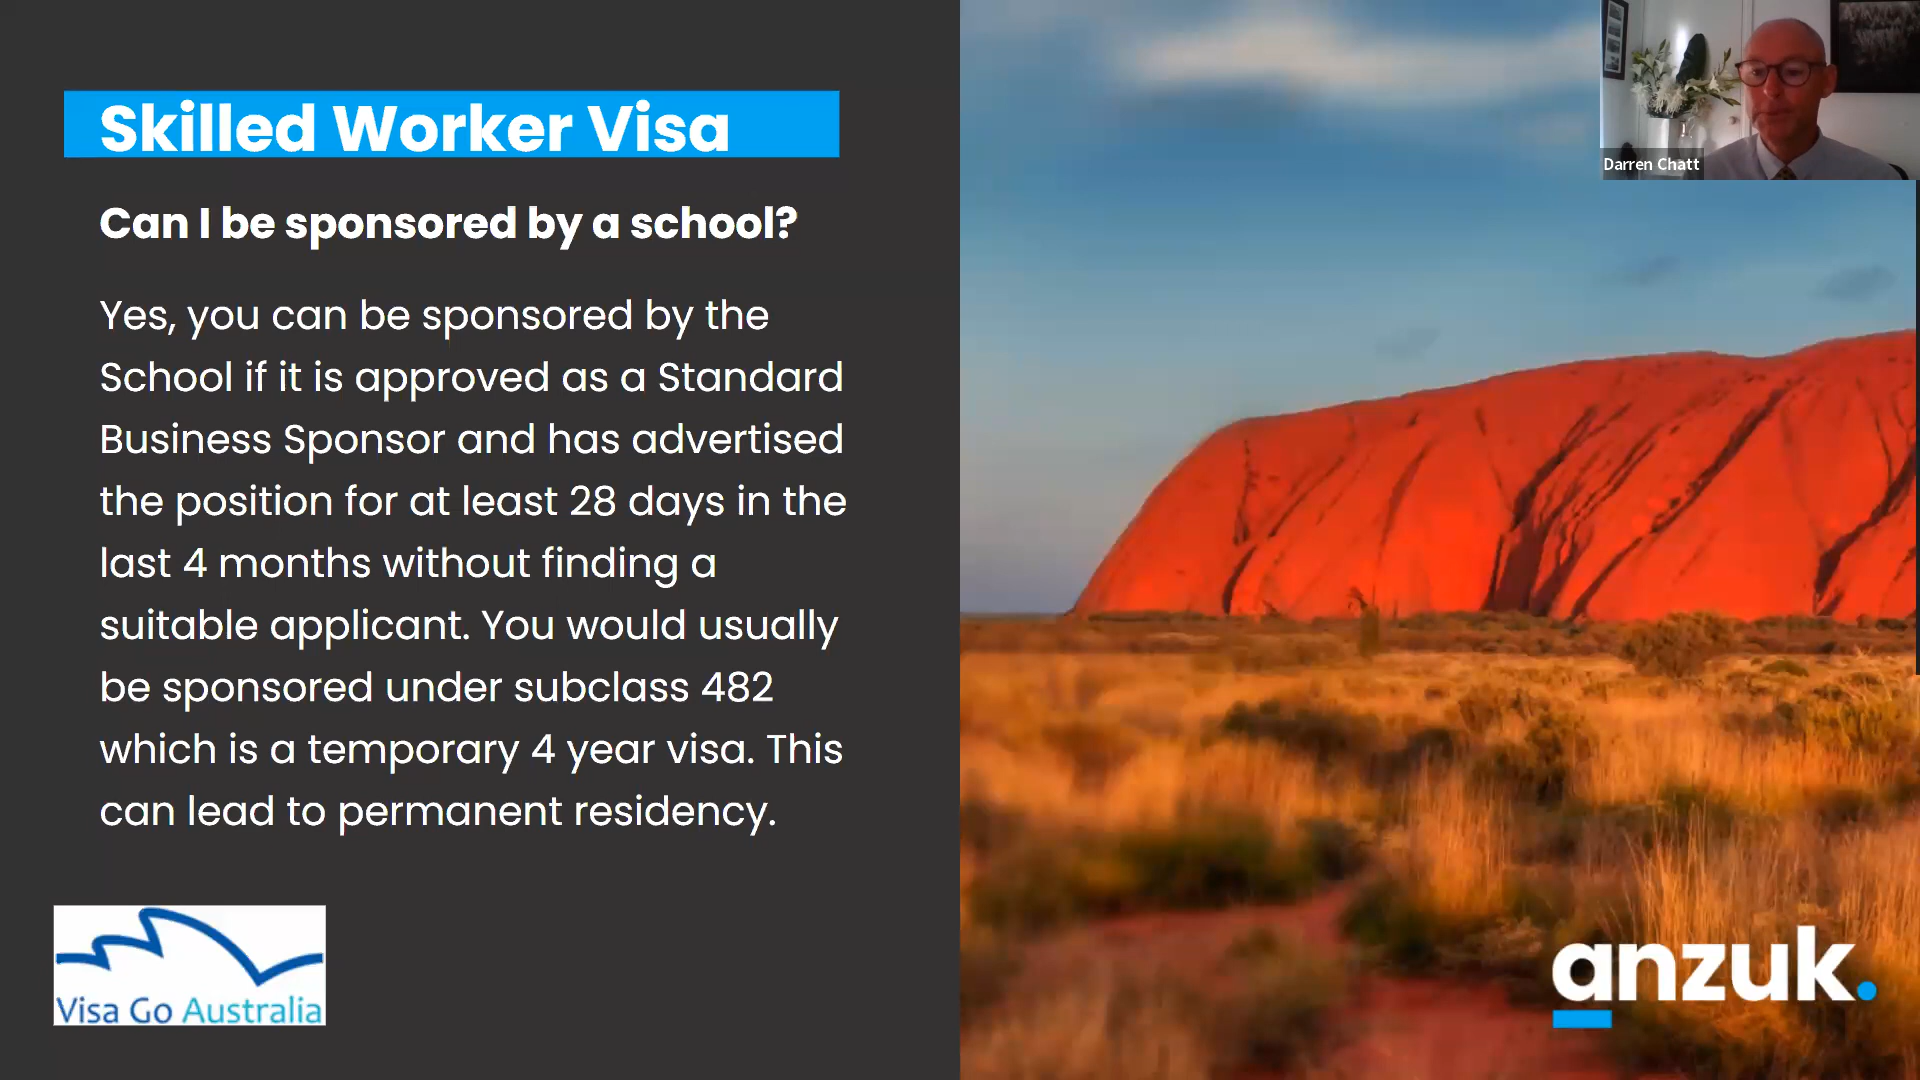 Skilled Worker Visa
Can I be sponsored by a school?
Yes, you can be sponsored by the
School if it is approved as a Standard
Business Sponsor and has advertised
the position for at least 28 days in the
last 4 months without finding a
suitable applicant. You would usually
be sponsored under subclass 482
which is a temporary 4 year visa. This
can lead to permanent residency.
Visa Go Australia
Darren Chatt
anzuk.